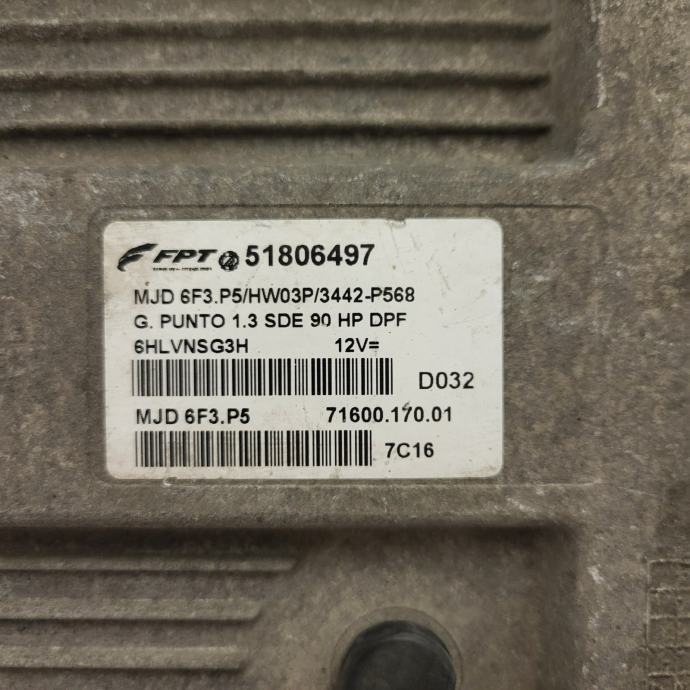 FPT 51806497
MJD 6F3.P5/HW03P/3442-P568
G. PUNTO 1.3 SDE 90 HP DPF
6HLVNSG3H 12V=
D032
MJD 6F3.P5 71600.170.01
7C16